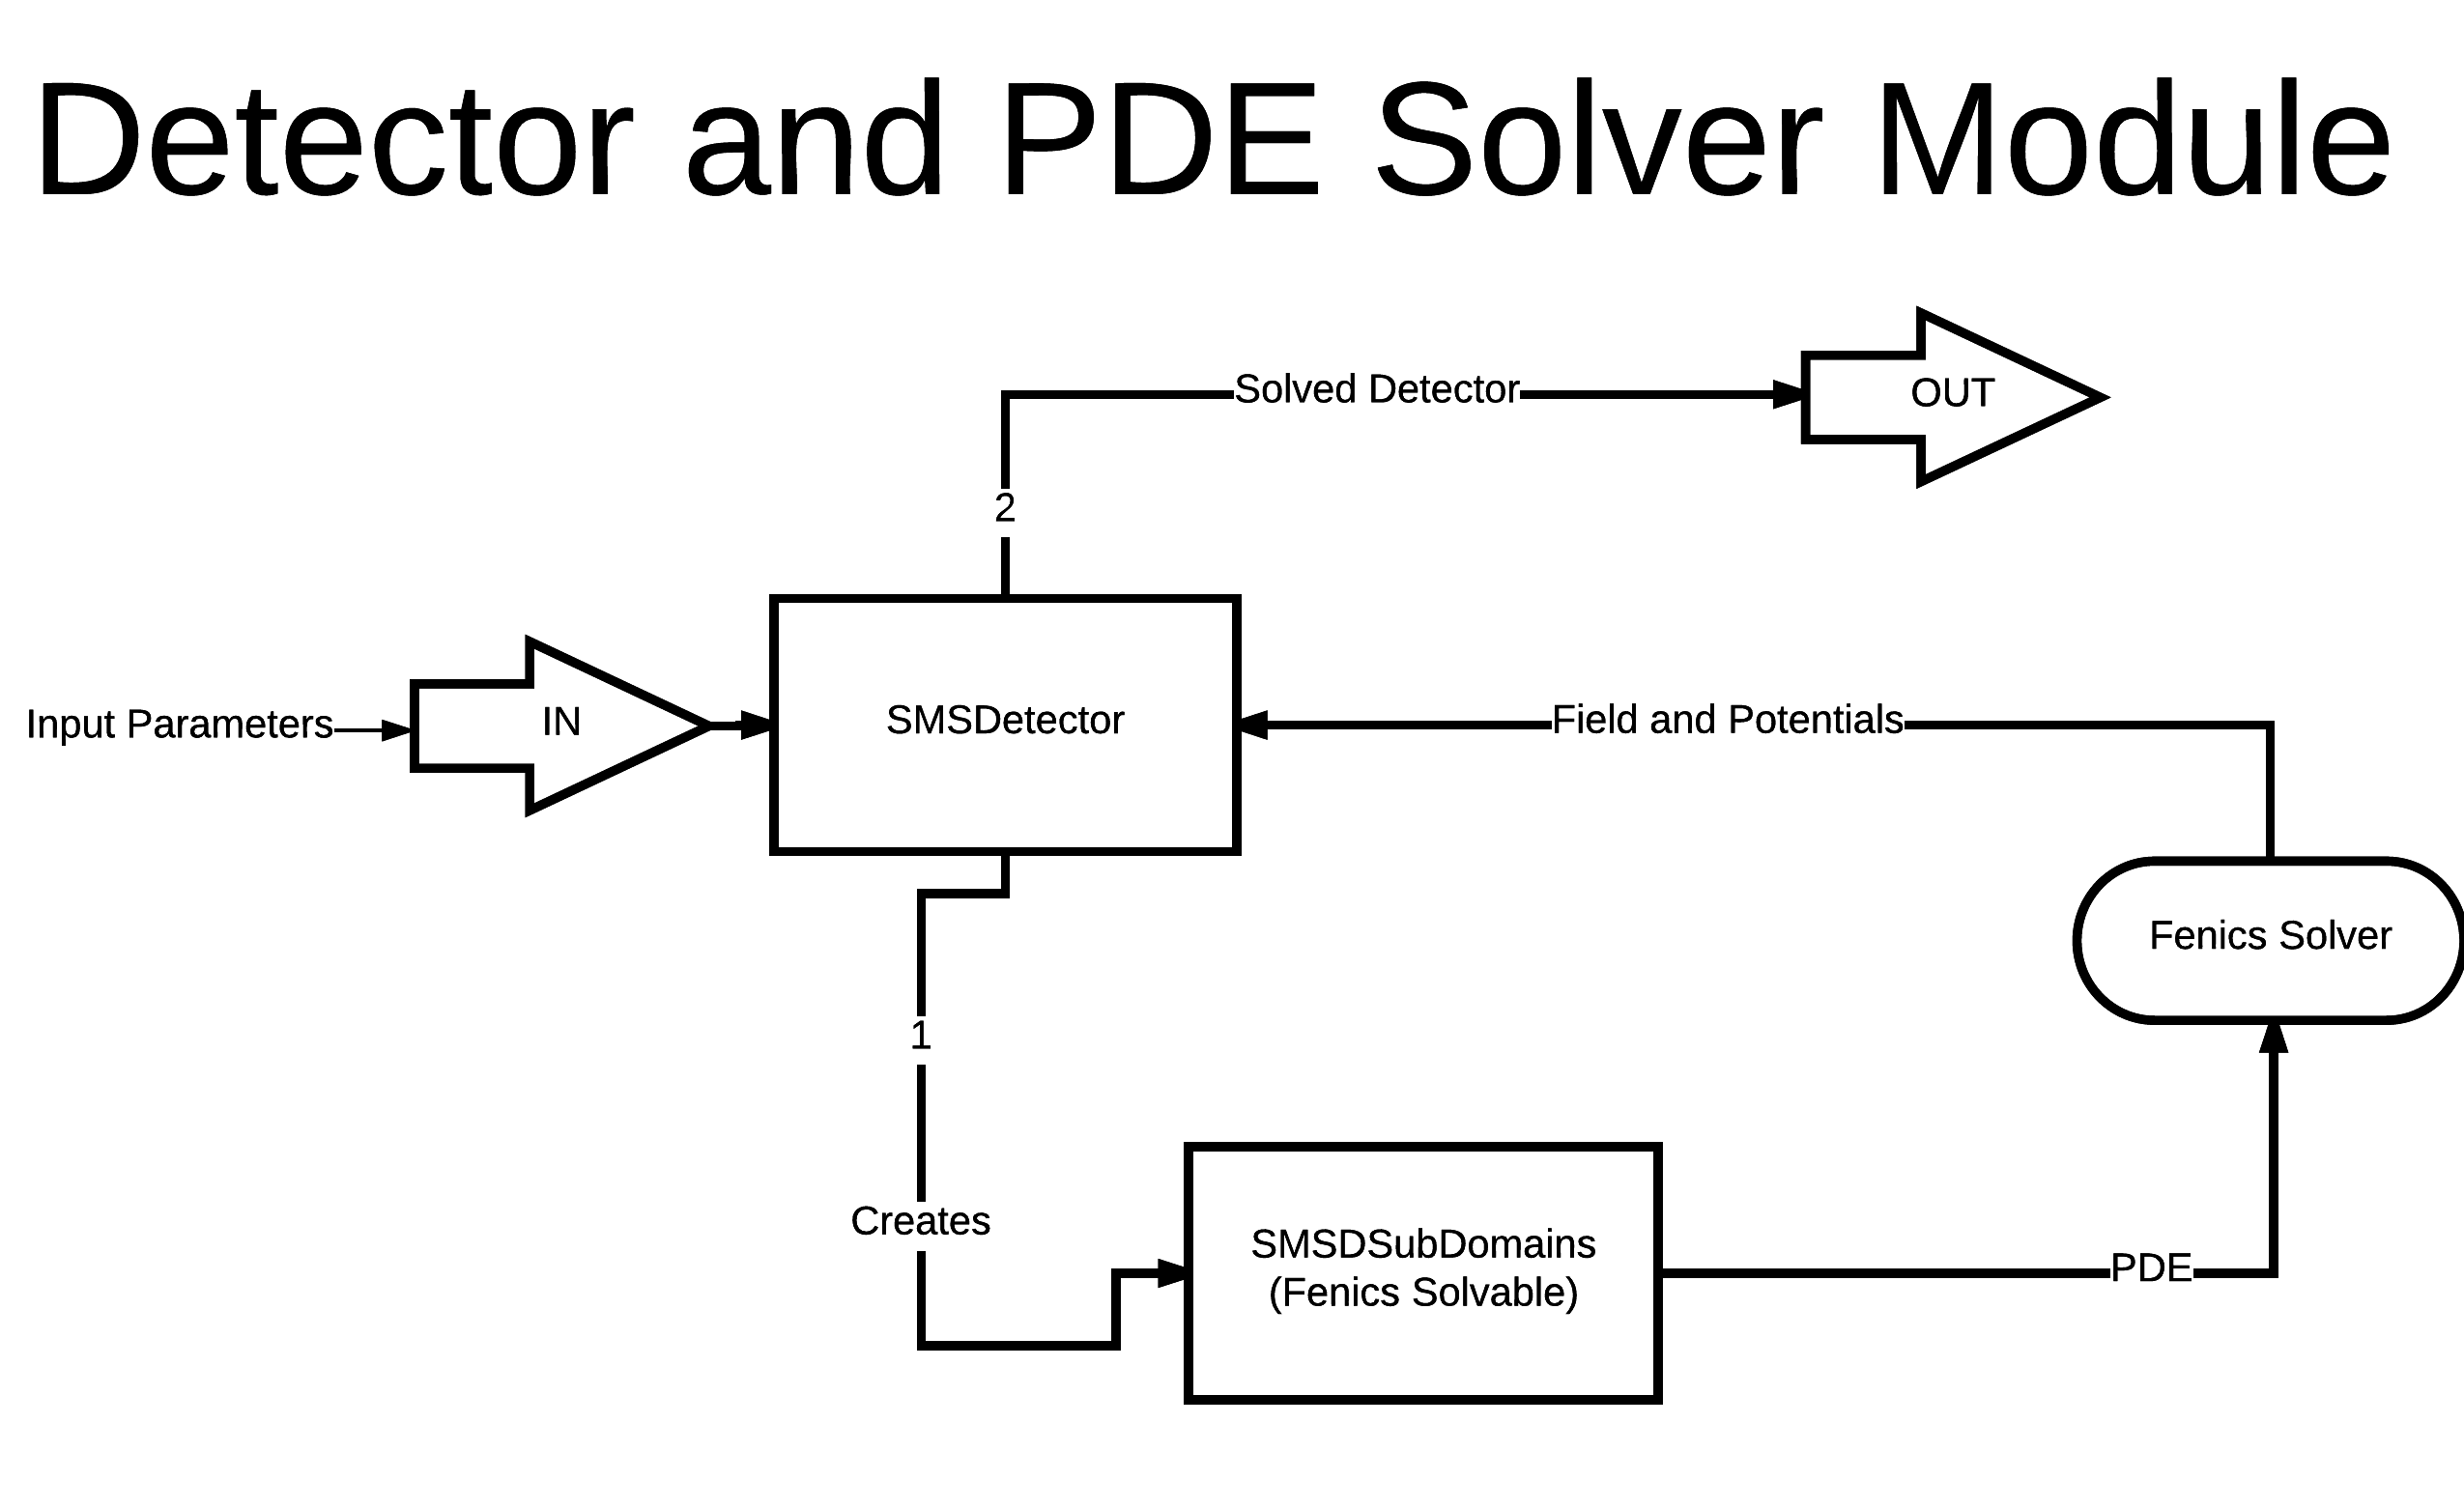 Detector and PDE Solver Module
Solved Detector
OUT
2
Input Parameters
IN
SMSDetector
Field and Potentials
Fenics Solver
1
Creates
SMSDSubDomains
(Fenics Solvable)
PDE